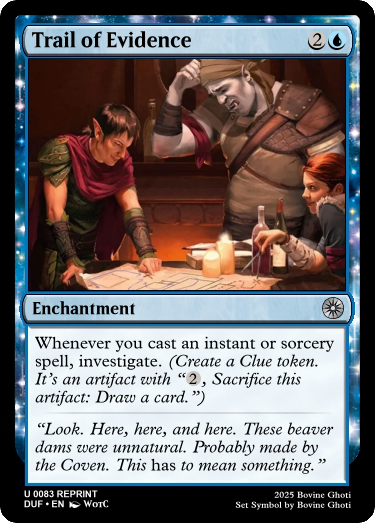 Trail of Evidence 2
Enchantment
Whenever you cast an instant or sorcery
spell, investigate. (Create a Clue token.
It's an artifact with “2, Sacrifice this
artifact: Draw a card.”)
“Look. Here, here, and here. These beaver
dams were unnatural. Probably made by
the Coven. This has to mean something.”
U 0083 REPRINT
DUF • EN WOTC
2025 Bovine Ghoti
Set Symbol by Bovine Ghoti